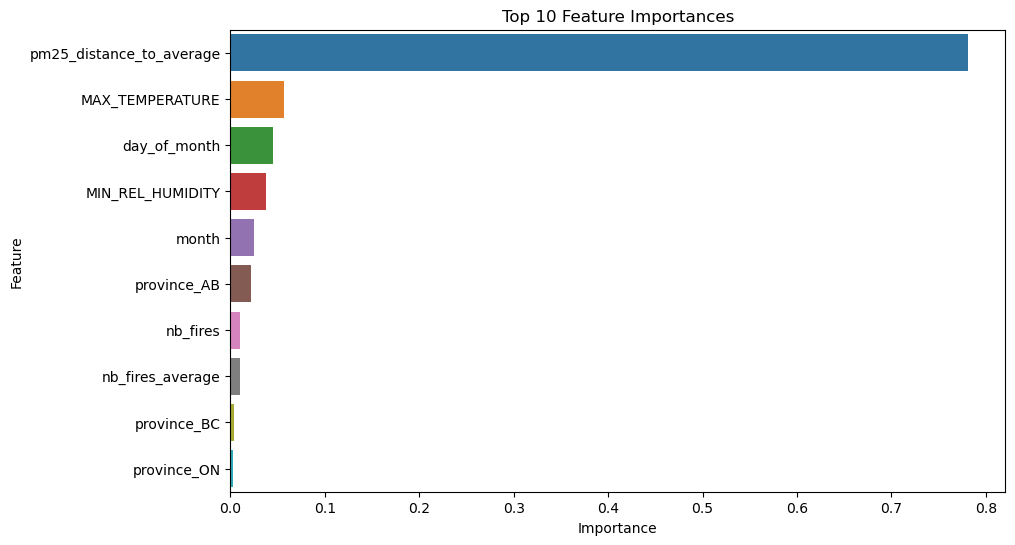 Top 10 Feature Importances
pm25_distance_to_average
MAX_TEMPERATURE
day_of_month
MIN_REL_HUMIDITY
month
province_AB
nb_fires
nb_fires_average
province_BC
province_ON
Feature
0.0 0.1 0.2 0.3 0.4 0.5 0.6 0.7 0.8
Importance